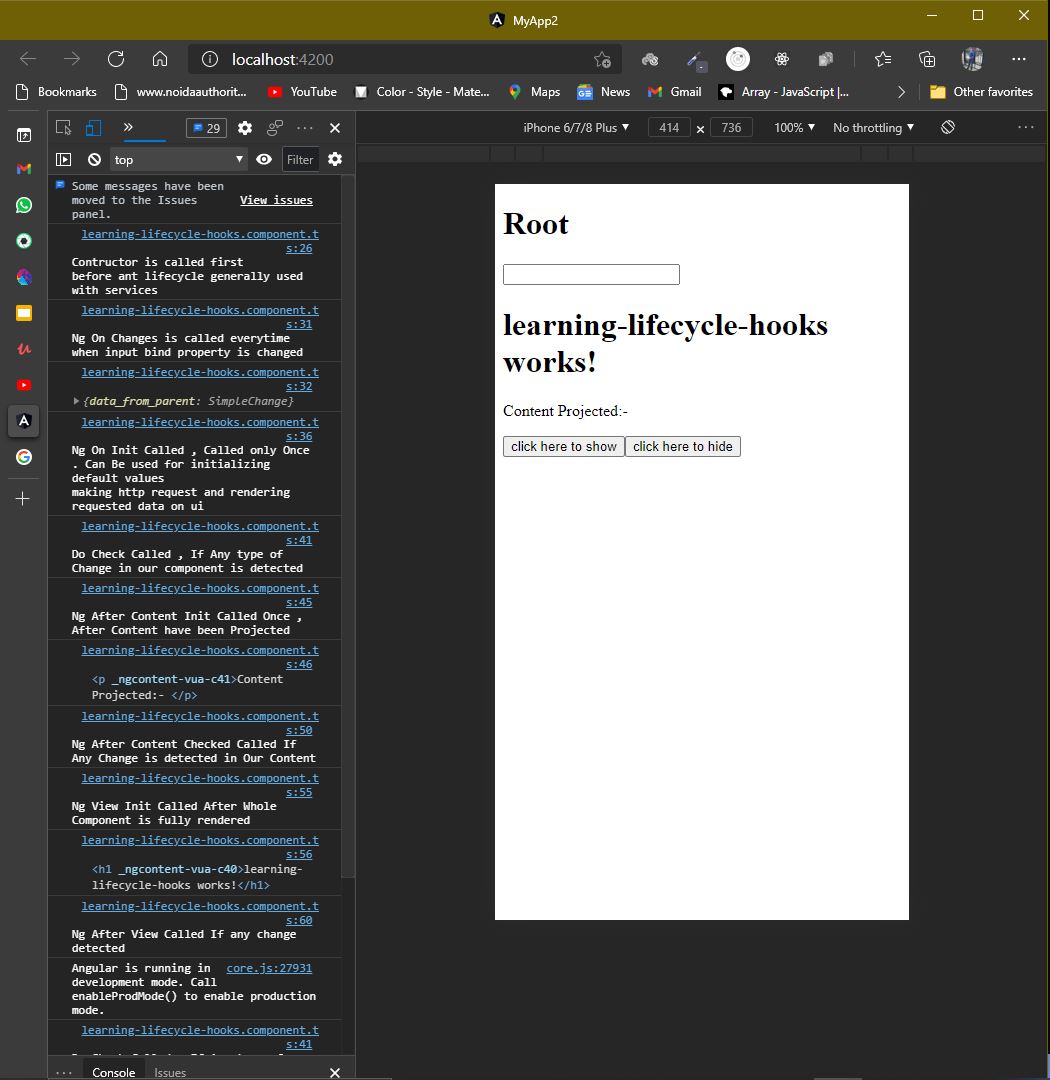 MyApp2
localhost:4200
Bookmarks
www.noidaauthorit...
YouTube
Color - Style - Mate...
Maps
News
Gmail
Array - JavaScript |...
Other favorites
29
iPhone 6/7/8 Plus ▼ 414 x 736 100% ▼ No throttling ▼
top ▼ Filter
Some messages have been
moved to the Issues View issues
panel.
learning-lifecycle-hooks.component.t
s:26
Contructor is called first
before ant lifecycle generally used
with services
learning-lifecycle-hooks.component.t
s:31
Ng On Changes is called everytime
when input bind property is changed
learning-lifecycle-hooks.component.t
s:32
{data_from_parent: SimpleChange}
learning-lifecycle-hooks.component.t
s:36
Ng On Init Called , Called only Once
. Can Be used for initializing
default values
making http request and rendering
requested data on ui
learning-lifecycle-hooks.component.t
s:41
Do Check Called , If Any type of
Change in our component is detected
learning-lifecycle-hooks.component.t
s:45
Ng After Content Init Called Once ,
After Content have been Projected
learning-lifecycle-hooks.component.t
s:46
<p _ngcontent-vua-c41>Content
Projected:- </p>
learning-lifecycle-hooks.component.t
s:50
Ng After Content Checked Called If
Any Change is detected in Our Content
learning-lifecycle-hooks.component.t
s:55
Ng View Init Called After Whole
Component is fully rendered
learning-lifecycle-hooks.component.t
s:56
<h1 _ngcontent-vua-c40>learning-
lifecycle-hooks works!</h1>
learning-lifecycle-hooks.component.t
s:60
Ng After View Called If any change
detected
Angular is running in core.js:27931
development mode. Call
enableProdMode() to enable production
mode.
learning-lifecycle-hooks.component.t
s:41
Console Issues
Root
learning-lifecycle-hooks
works!
Content Projected:-
click here to show click here to hide